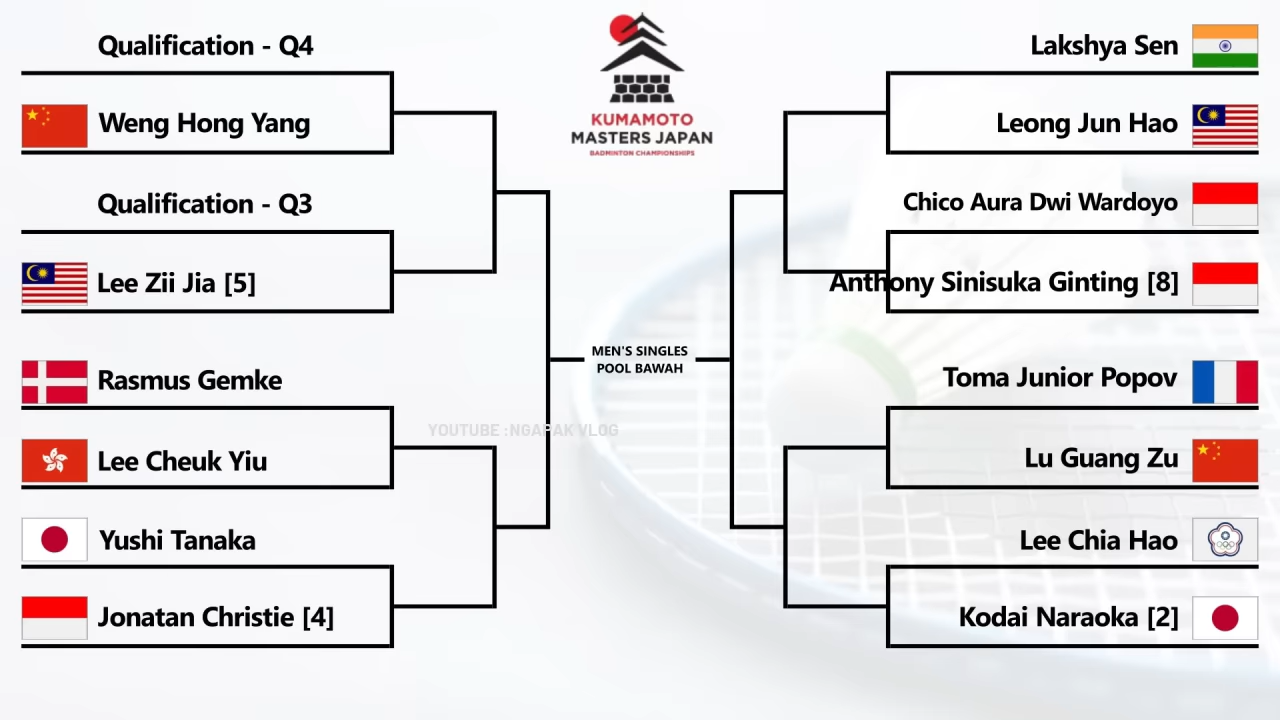 Qualification - Q4
Weng Hong Yang
Qualification - Q3
Lee Zii Jia [5]
Rasmus Gemke
Lee Cheuk Yiu
Yushi Tanaka
Jonatan Christie [4]
KUMAMOTO
MASTERS JAPAN
BADMINTON CHAMPIONSHIPS
MEN'S SINGLES
POOL BAWAH
YOUTUBE :NGAPAK VLOG
Lakshya Sen
Leong Jun Hao
Chico Aura Dwi Wardoyo
Anthony Sinisuka Ginting [8]
Toma Junior Popov
Lu Guang Zu
Lee Chia Hao
Kodai Naraoka [2]